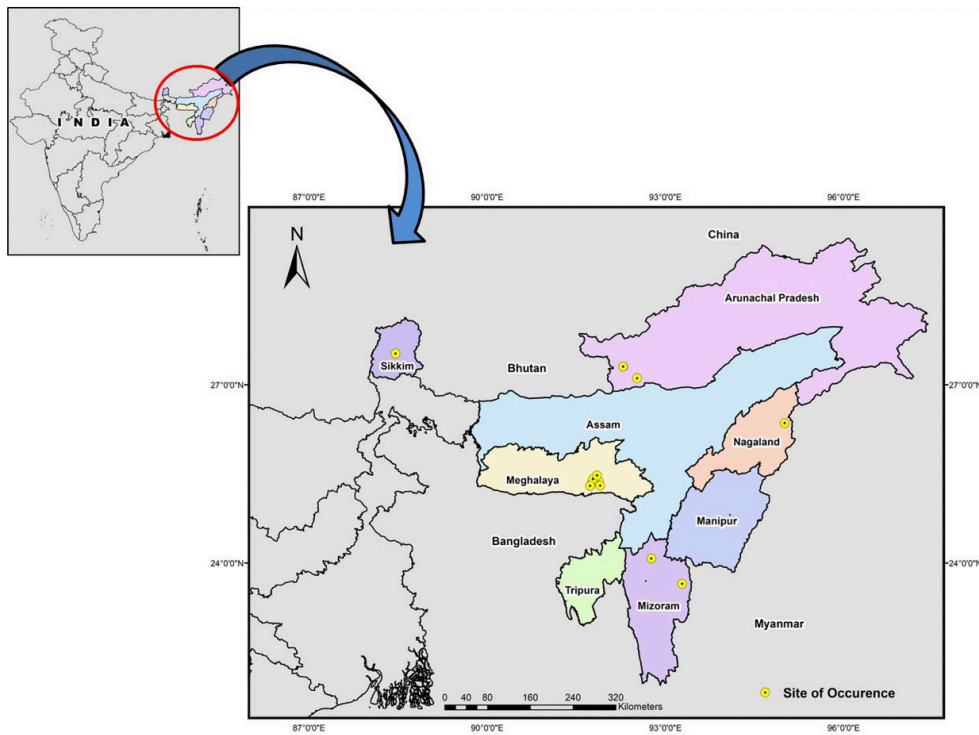 INDIA
87°0'0"E 90°0'0"E 93°0'0"E 96°0'0"E
N
China
Arunachal Pradesh
Sikkim
Bhutan
27°0'0"N 27°0'0"N
Assam
Nagaland
Meghalaya
Manipur
Bangladesh
24°0'0"N 24°0'0"N
Tripura
Mizoram
Myanmar
Site of Occurence
0 20 40 80 160 240 320
Kilometers
87°0'0"E 90°0'0"E 93°0'0"E 96°0'0"E